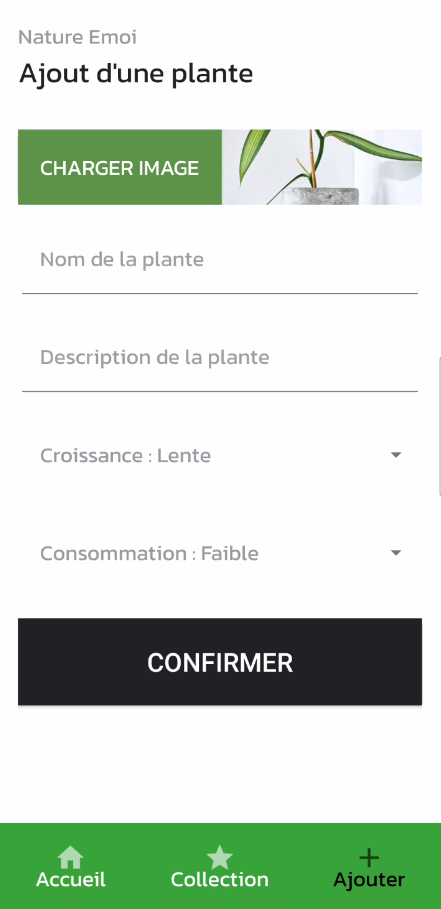 Nature Emoi
Ajout d'une plante
CHARGER IMAGE
Nom de la plante
Description de la plante
Croissance : Lente
Consommation : Faible
CONFIRMER
Accueil
Collection
Ajouter